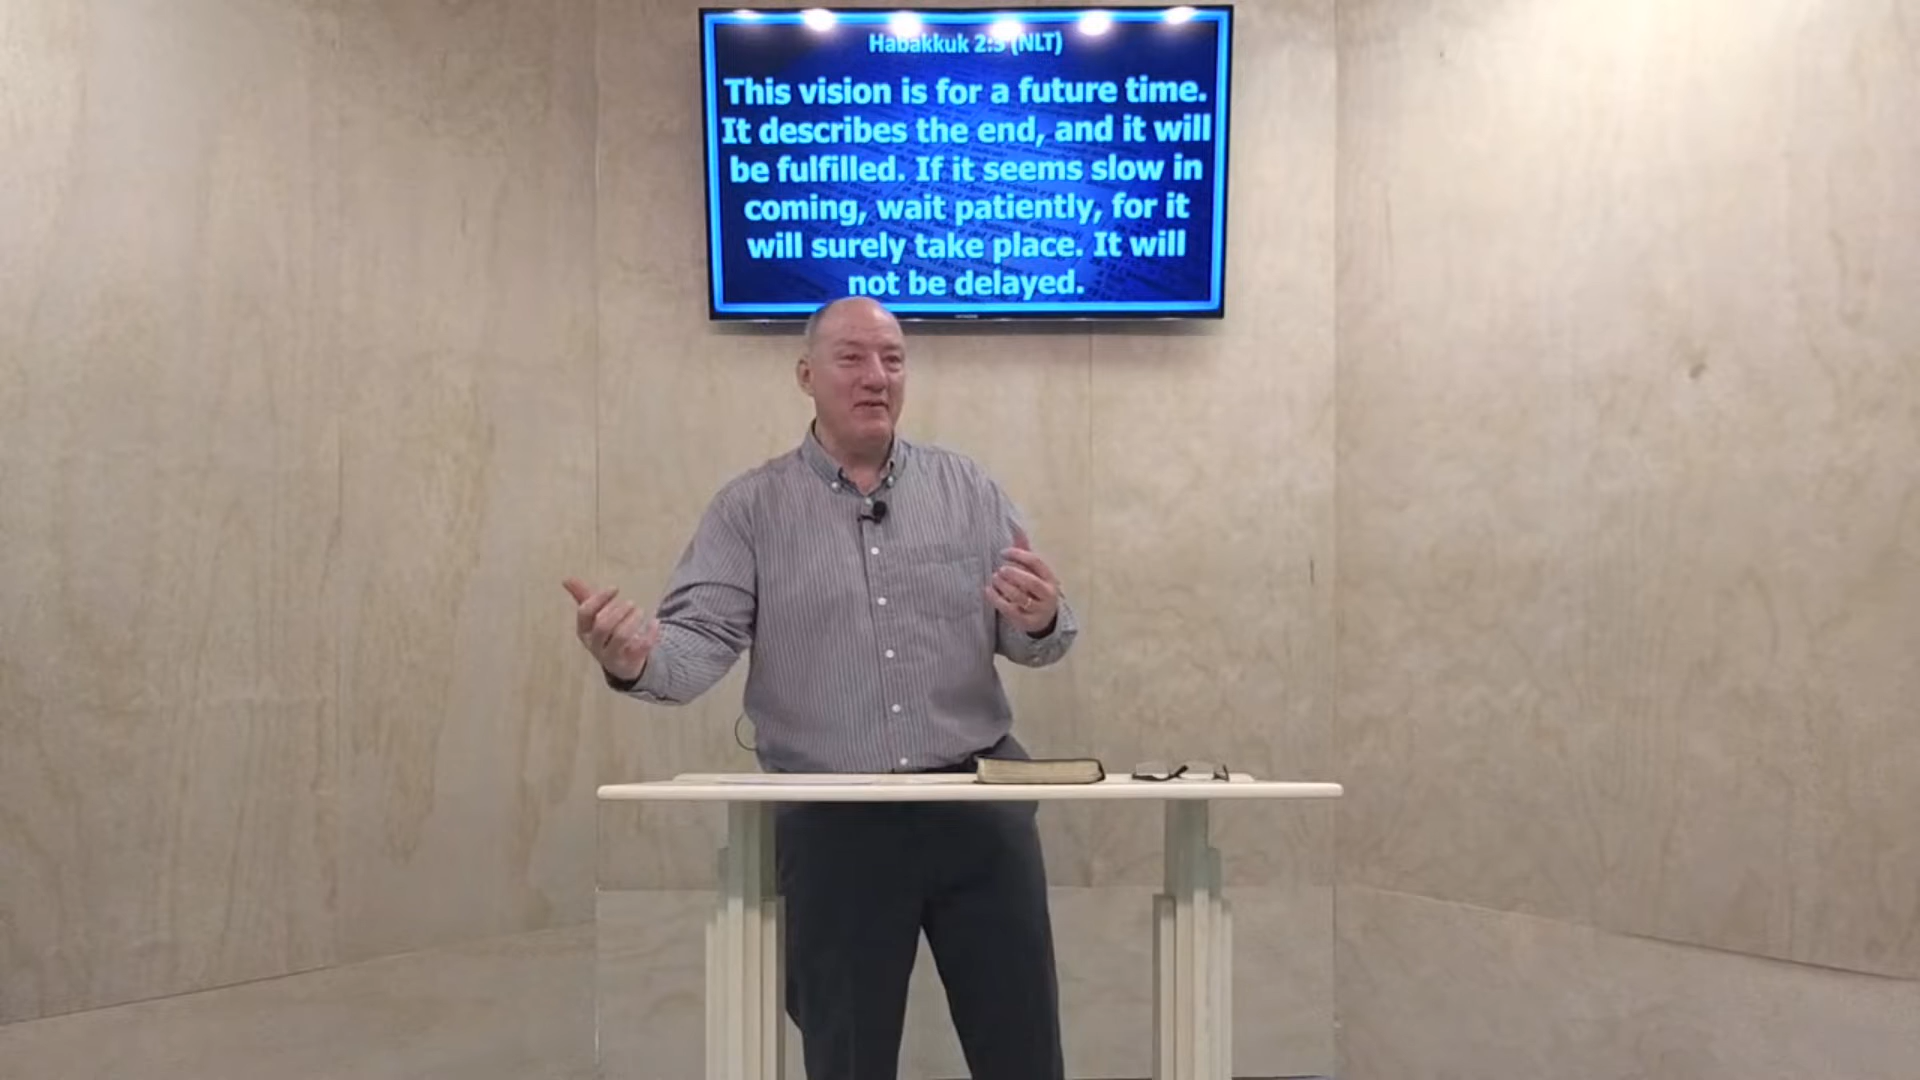 Habakkuk 2:3 (NLT)
This vision is for a future time.
It describes the end, and it will
be fulfilled. If it seems slow in
coming, wait patiently, for it
will surely take place. It will
not be delayed.